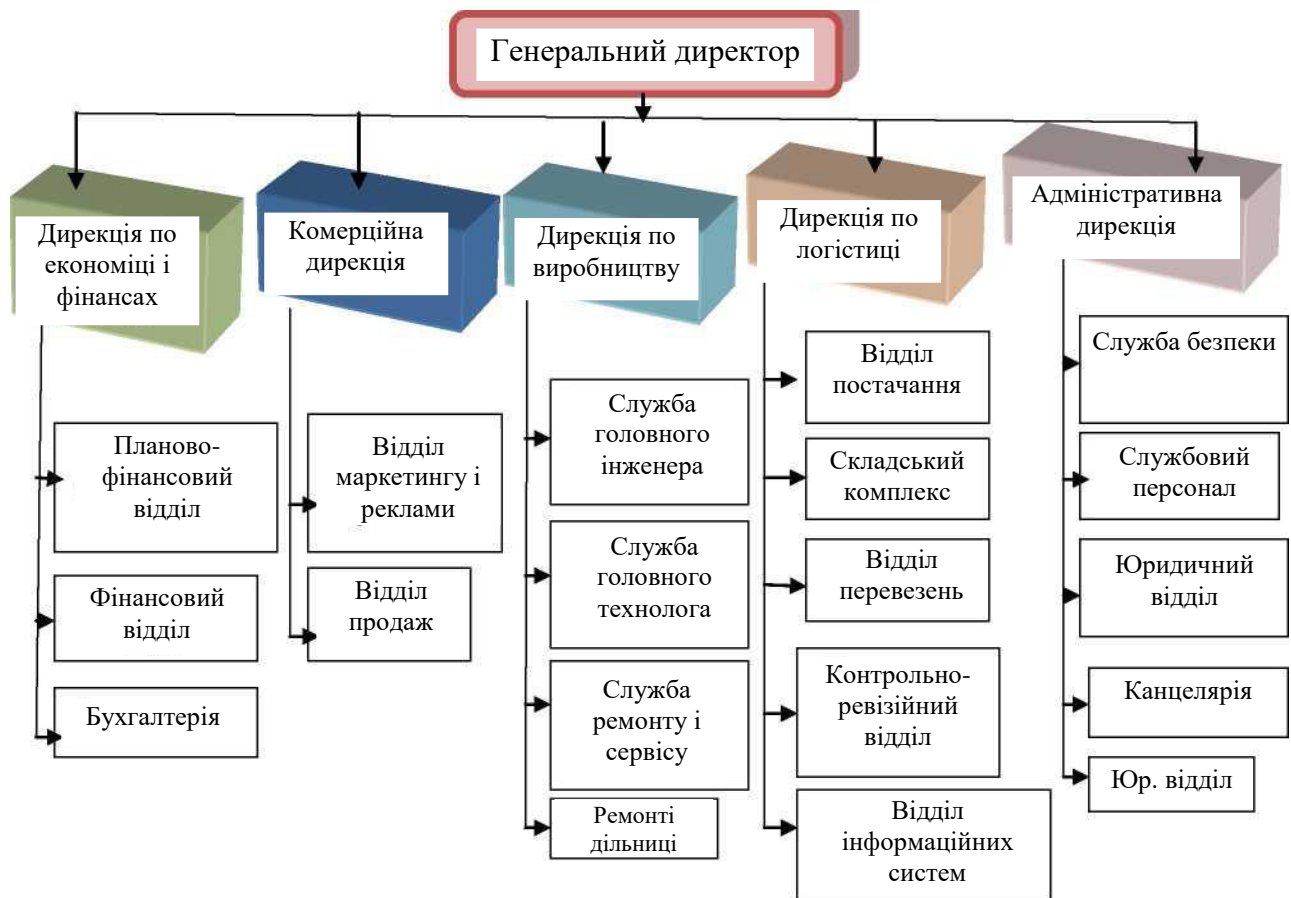 Генеральний директор
Дирекція по
економіці і
фінансах
Комерційна
дирекція
Дирекція по
виробництву
Дирекція по
логістиці
Адміністративна
дирекція
Планово-
фінансовий
відділ
Фінансовий
відділ
Бухгалтерія
Відділ
маркетингу і
реклами
Відділ
продаж
Служба
головного
інженера
Служба
головного
технолога
Служба
ремонту і
сервісу
Ремонті
дільниці
Відділ
постачання
Складський
комплекс
Відділ
перевезень
Контрольно-
ревізійний
відділ
Відділ
інформаційних
систем
Служба безпеки
Службовий
персонал
Юридичний
відділ
Канцелярія
Юр. відділ